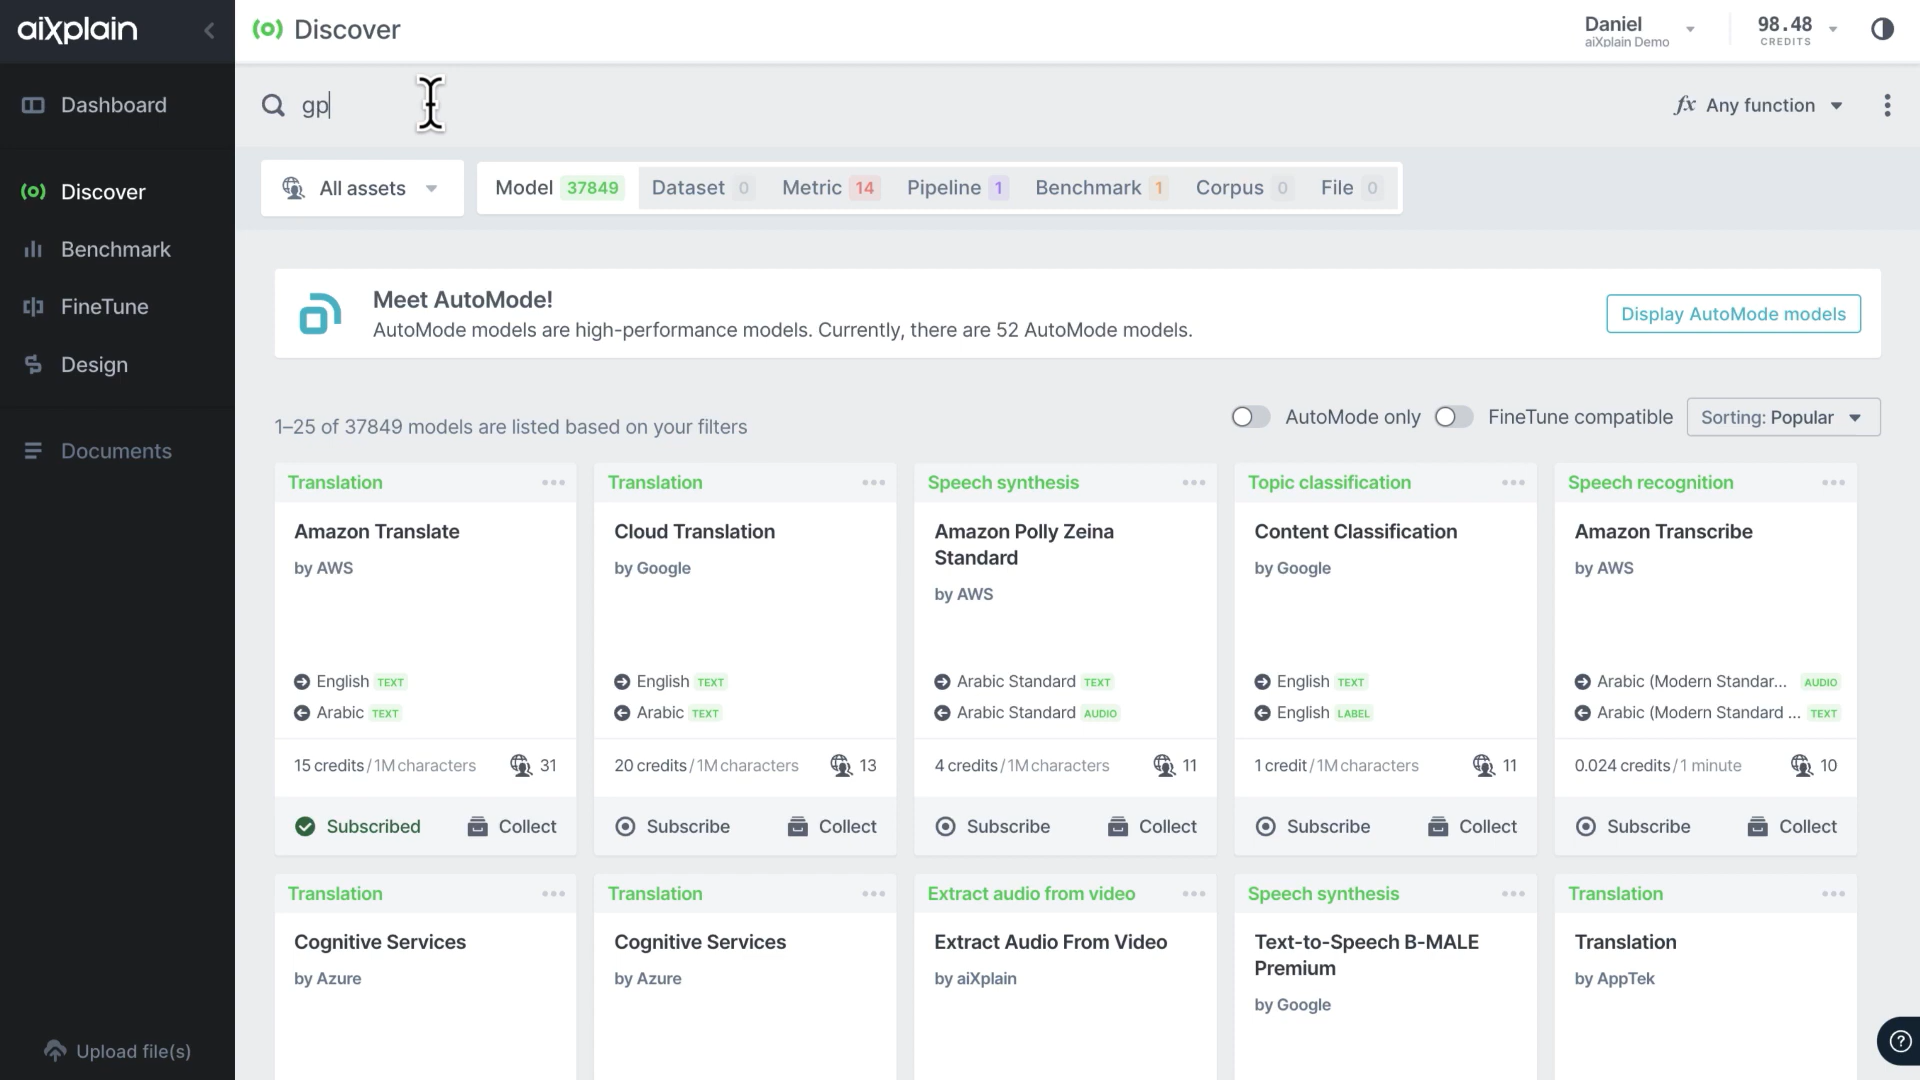 aixplain
Discover
Daniel
aiXplain Demo
98.48
CREDITS
Dashboard
Discover
Benchmark
FineTune
Design
Documents
Upload file(s)
gp
fx Any function
All assets
Model 37849
Dataset 0
Metric 14
Pipeline 1
Benchmark 1
Corpus 0
File 0
Meet AutoMode!
AutoMode models are high-performance models. Currently, there are 52 AutoMode models.
Display AutoMode models
1–25 of 37849 models are listed based on your filters
AutoMode only
FineTune compatible
Sorting: Popular
Translation
Amazon Translate
by AWS
English TEXT
Arabic TEXT
15 credits / 1M characters
31
Subscribed
Collect
Translation
Cloud Translation
by Google
English TEXT
Arabic TEXT
20 credits / 1M characters
13
Subscribe
Collect
Speech synthesis
Amazon Polly Zeina
Standard
by AWS
Arabic Standard TEXT
Arabic Standard AUDIO
4 credits / 1M characters
11
Subscribe
Collect
Topic classification
Content Classification
by Google
English TEXT
English LABEL
1 credit / 1M characters
11
Subscribe
Collect
Speech recognition
Amazon Transcribe
by AWS
Arabic (Modern Standar... AUDIO
Arabic (Modern Standard ... TEXT
0.024 credits / 1 minute
10
Subscribe
Collect
Translation
Cognitive Services
by Azure
Translation
Cognitive Services
by Azure
Extract audio from video
Extract Audio From Video
by aiXplain
Speech synthesis
Text-to-Speech B-MALE
Premium
by Google
Translation
Translation
by AppTek
?